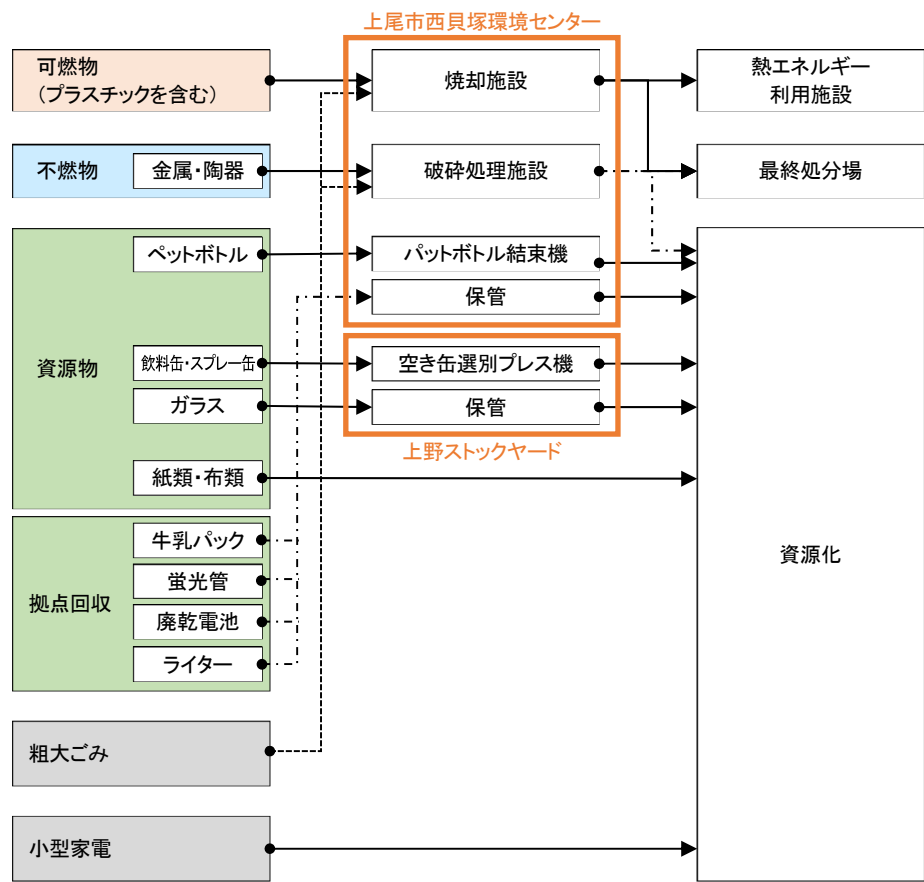 上尾市西貝塚環境センター
可燃物
（プラスチックを含む）
焼却施設
熱エネルギー
利用施設
不燃物
金属・陶器
破砕処理施設
最終処分場
資源物
ペットボトル
パットボトル結束機
保管
飲料缶・スプレー缶
空き缶選別プレス機
ガラス
保管
上野ストックヤード
紙類・布類
資源化
拠点回収
牛乳パック
蛍光管
廃乾電池
ライター
粗大ごみ
小型家電